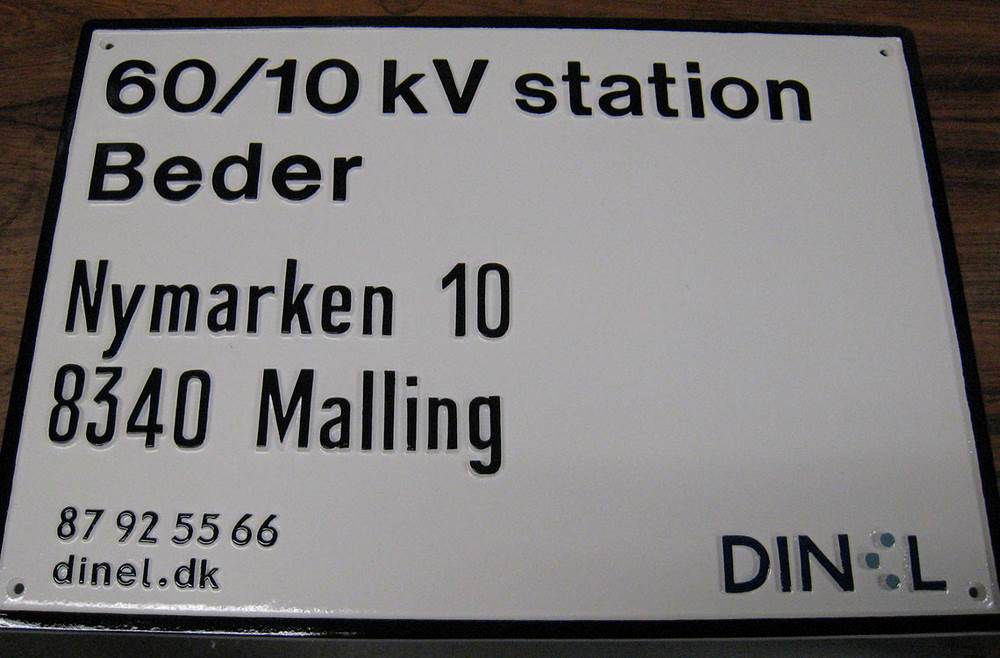 60/10 kV station
Beder
Nymarken 10
8340 Malling
87 92 55 66
dinel.dk
DINEL